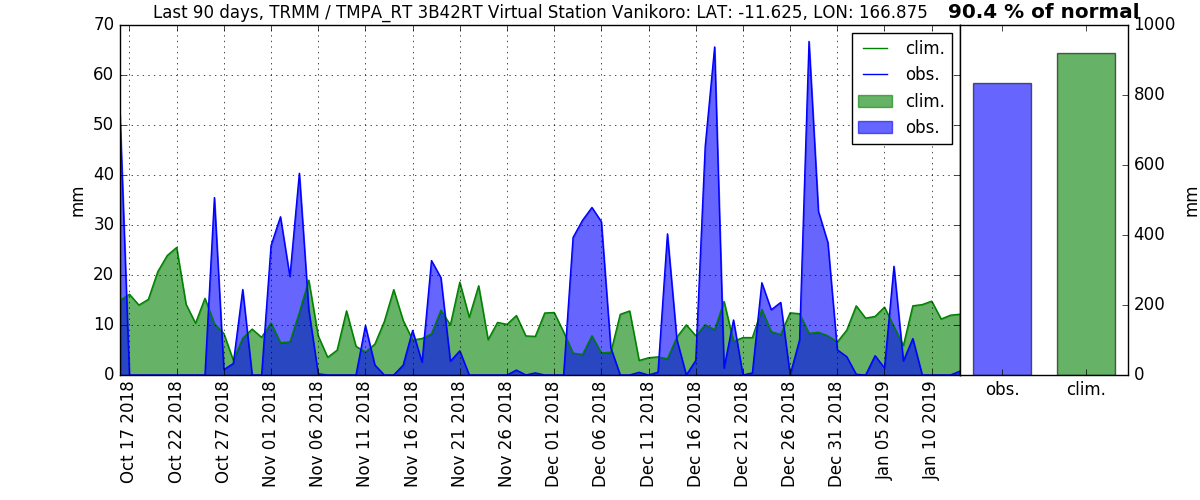 Last 90 days, TRMM / TMPA_RT 3B42RT Virtual Station Vanikoro: LAT: -11.625, LON: 166.875
90.4 % of normal
70
60
50
40
30
20
10
0
mm
clim.
obs.
clim.
obs.
1000
800
600
400
200
0
mm
obs.
clim.
Oct 17 2018
Oct 22 2018
Oct 27 2018
Nov 01 2018
Nov 06 2018
Nov 11 2018
Nov 16 2018
Nov 21 2018
Nov 26 2018
Dec 01 2018
Dec 06 2018
Dec 11 2018
Dec 16 2018
Dec 21 2018
Dec 26 2018
Dec 31 2018
Jan 05 2019
Jan 10 2019